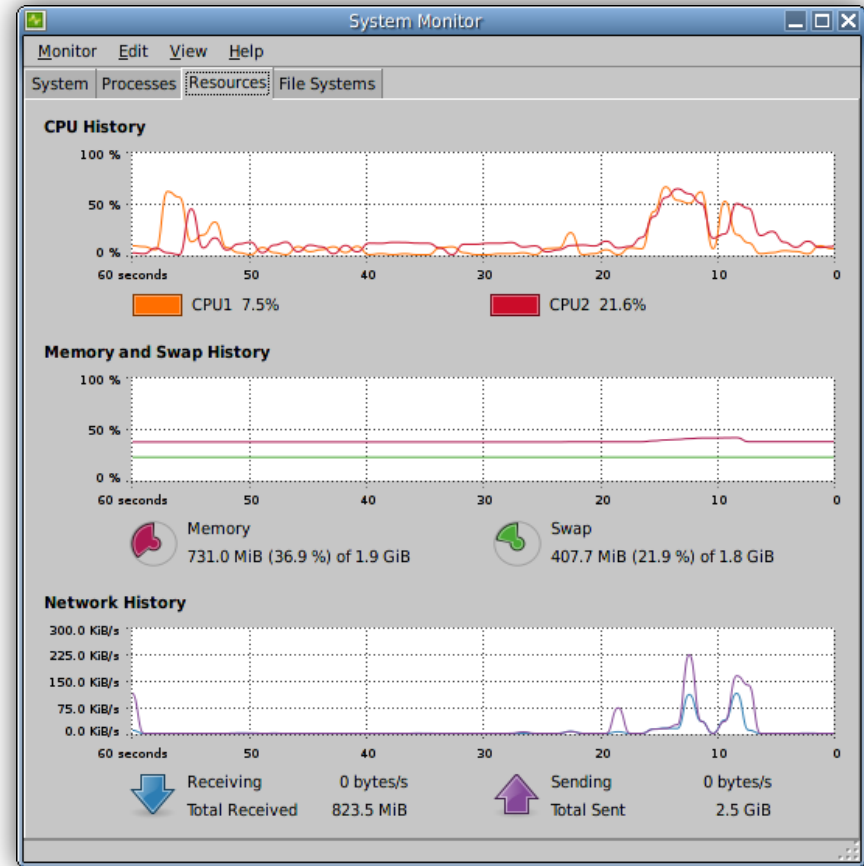 System Monitor
Monitor Edit View Help
System Processes Resources File Systems
CPU History
100 %
50 %
0 %
60 seconds 50 40 30 20 10 0
CPU1 7.5% CPU2 21.6%
Memory and Swap History
100 %
50 %
0 %
60 seconds 50 40 30 20 10 0
Memory Swap
731.0 MiB (36.9 %) of 1.9 GiB 407.7 MiB (21.9 %) of 1.8 GiB
Network History
300.0 KiB/s
225.0 KiB/s
150.0 KiB/s
75.0 KiB/s
0.0 KiB/s
60 seconds 50 40 30 20 10 0
Receiving 0 bytes/s Sending 0 bytes/s
Total Received 823.5 MiB Total Sent 2.5 GiB